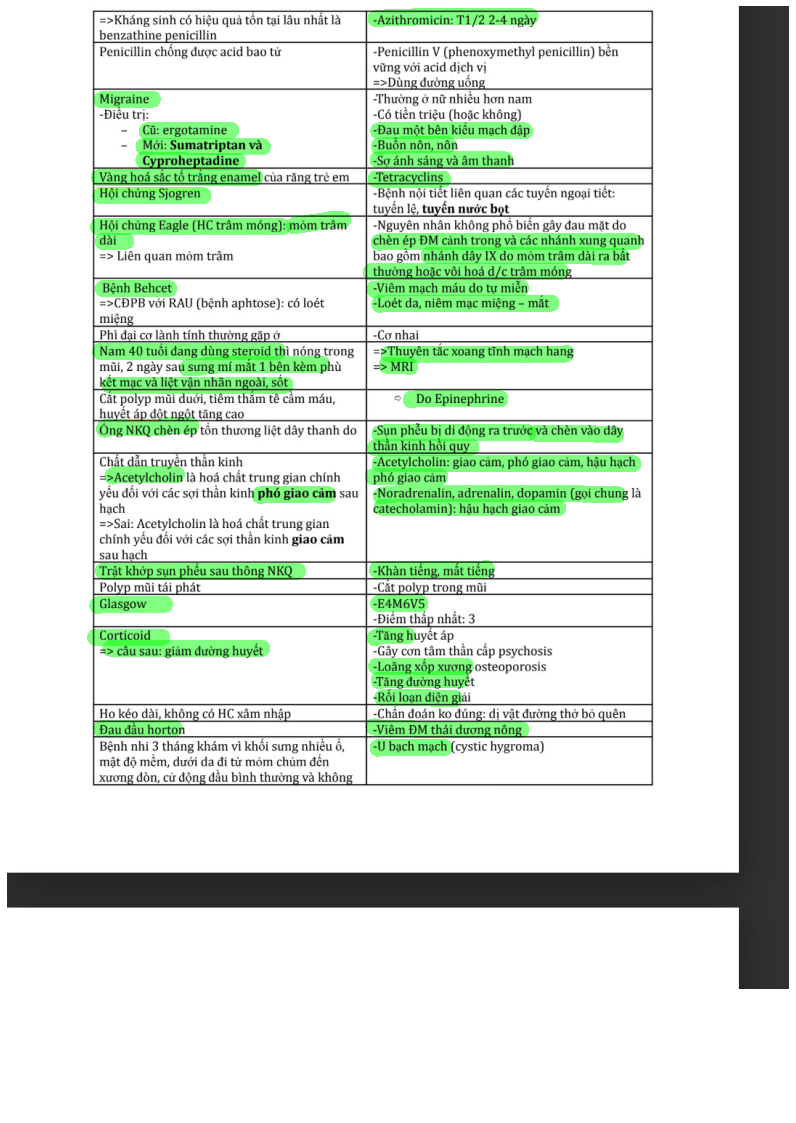 =>Kháng sinh có hiệu quả tồn tại lâu nhất là
benzathine penicillin
-Azithromicin: T1/2 2-4 ngày
Penicillin chống được acid bao tử
-Penicillin V (phenoxymethyl penicillin) bền
vững với acid dịch vị
=>Dùng đường uống
Migraine
-Điều trị:
– Cũ: ergotamine
– Mới: Sumatriptan và
Cyproheptadine
-Thường ở nữ nhiều hơn nam
-Có tiền triệu (hoặc không)
-Đau một bên kiểu mạch đập
-Buồn nôn, nôn
-Sợ ánh sáng và âm thanh
Vàng hoá sắc tố trắng enamel của răng trẻ em
-Tetracyclins
Hội chứng Sjogren
-Bệnh nội tiết liên quan các tuyến ngoại tiết:
tuyến lệ, tuyến nước bọt
Hội chứng Eagle (HC trâm móng): mỏm trâm
dài
=> Liên quan mỏm trâm
-Nguyên nhân không phổ biến gây đau mặt do
chèn ép ĐM cảnh trong và các nhánh xung quanh
bao gồm nhánh dây IX do mỏm trâm dài ra bất
thường hoặc vôi hoá d/c trâm móng
Bệnh Behcet
=>CĐPB với RAU (bệnh aphtose): có loét
miệng
-Viêm mạch máu do tự miễn
-Loét da, niêm mạc miệng – mắt
Phì đại cơ lành tính thường gặp ở
-Cơ nhai
Nam 40 tuổi đang dùng steroid thì nóng trong
mũi, 2 ngày sau sưng mí mắt 1 bên kèm phù
kết mạc và liệt vận nhãn ngoài, sốt
=>Thuyên tắc xoang tĩnh mạch hang
=> MRI
Cắt polyp mũi dưới, tiêm thấm tê cầm máu,
huyết áp đột ngột tăng cao
⇨ Do Epinephrine
Ống NKQ chèn ép tổn thương liệt dây thanh do
-Sụn phễu bị di động ra trước và chèn vào dây
thần kinh hồi quy
Chất dẫn truyền thần kinh
=>Acetylcholin là hoá chất trung gian chính
yếu đối với các sợi thần kinh phó giao cảm sau
hạch
=>Sai: Acetylcholin là hoá chất trung gian
chính yếu đối với các sợi thần kinh giao cảm
sau hạch
-Acetylcholin: giao cảm, phó giao cảm, hậu hạch
phó giao cảm
-Noradrenalin, adrenalin, dopamin (gọi chung là
catecholamin): hậu hạch giao cảm
Trật khớp sụn phễu sau thông NKQ
-Khàn tiếng, mất tiếng
Polyp mũi tái phát
-Cắt polyp trong mũi
Glasgow
-E4M6V5
-Điểm thấp nhất: 3
Corticoid
=> câu sau: giảm đường huyết
-Tăng huyết áp
-Gây cơn tâm thần cấp psychosis
-Loãng xốp xương osteoporosis
-Tăng đường huyết
-Rối loạn điện giải
Ho kéo dài, không có HC xâm nhập
-Chẩn đoán ko đúng: dị vật đường thở bỏ quên
Đau đầu horton
-Viêm ĐM thái dương nông
Bệnh nhi 3 tháng khám vì khối sưng nhiều ổ,
mật độ mềm, dưới da đi từ mỏm chũm đến
xương đòn, cử động đầu bình thường và không
-U bạch mạch (cystic hygroma)